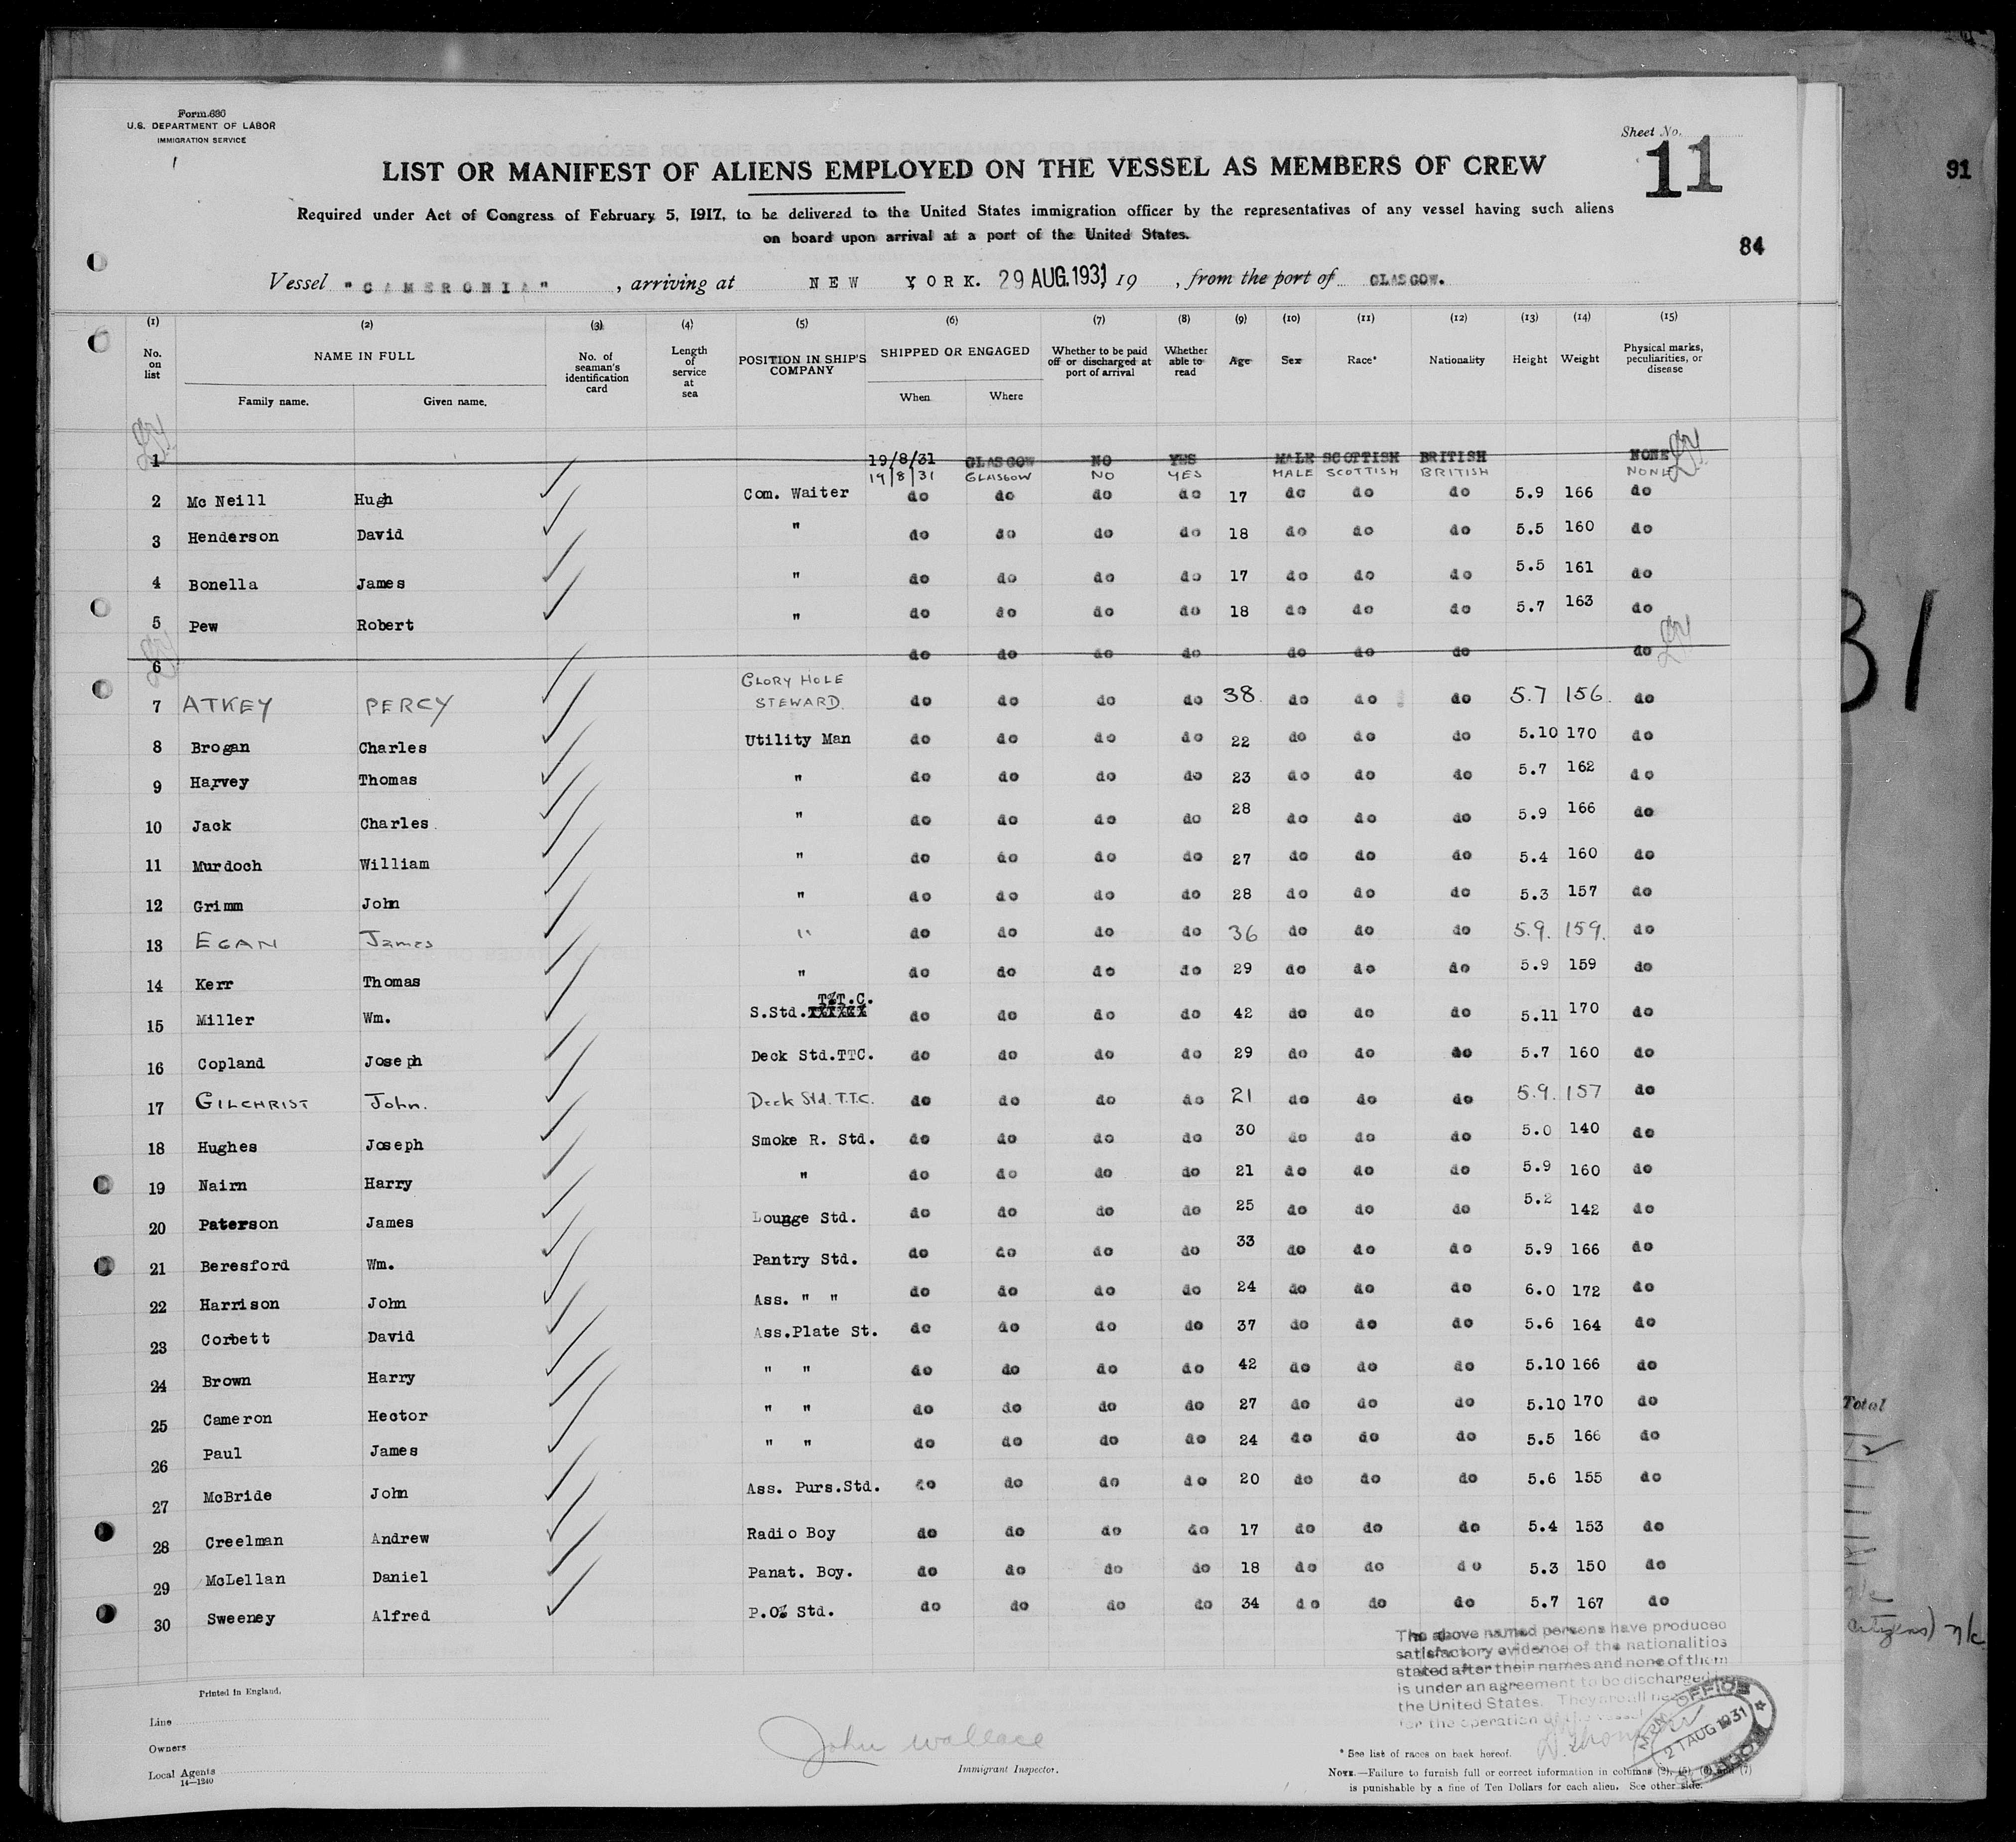 Form 680
U.S. DEPARTMENT OF LABOR
IMMIGRATION SERVICE
Sheet No.
11
91
LIST OR MANIFEST OF ALIENS EMPLOYED ON THE VESSEL AS MEMBERS OF CREW
Required under Act of Congress of February 5, 1917, to be delivered to the United States immigration officer by the representatives of any vessel having such aliens
on board upon arrival at a port of the United States.
84
Vessel "CAMERONIA" , arriving at NEW YORK. 29 AUG.1931 19 , from the port of GLASGOW.
(1) (2) (3) (4) (5) (6) (7) (8) (9) (10) (11) (12) (13) (14) (15)
No. on list NAME IN FULL No. of seaman's identification card Length of service at sea POSITION IN SHIP'S COMPANY SHIPPED OR ENGAGED Whether to be paid off or discharged at port of arrival Whether able to read Age Sex Race* Nationality Height Weight Physical marks, peculiarities, or disease
Family name. Given name. When Where
1 19/8/31 GLASGOW NO YES MALE SCOTTISH BRITISH NONE
19/8/31 GLASGOW NO YES MALE SCOTTISH BRITISH NONE
2 Mc Neill Hugh Com. Waiter do do do do 17 do do do 5.9 166 do
3 Henderson David " do do do do 18 do do do 5.5 160 do
4 Bonella James " do do do do 17 do do do 5.5 161 do
5 Pew Robert " do do do do 18 do do do 5.7 163 do
6 do do do do do do do do
7 ATKEY PERCY GLORY HOLE STEWARD. do do do do 38 do do do 5.7 156. do
8 Brogan Charles Utility Man do do do do 22 do do do 5.10 170 do
9 Harvey Thomas " do do do do 23 do do do 5.7 162 do
10 Jack Charles " do do do do 28 do do do 5.9 166 do
11 Murdoch William " do do do do 27 do do do 5.4 160 do
12 Grimm John " do do do do 28 do do do 5.3 157 do
13 EGAN James " do do do do 36 do do do 5.9. 159. do
14 Kerr Thomas " do do do do 29 do do do 5.9 159 do
15 Miller Wm. S.Std. T%T.C. do do do do 42 do do do 5.11 170 do
16 Copland Joseph Deck Std.TTC. do do do do 29 do do do 5.7 160 do
17 GILCHRIST John. Deck Std. T.T.C. do do do do 21 do do do 5.9. 157 do
18 Hughes Joseph Smoke R. Std. do do do do 30 do do do 5.0 140 do
19 Nairn Harry " do do do do 21 do do do 5.9 160 do
20 Paterson James Lounge Std. do do do do 25 do do do 5.2 142 do
21 Beresford Wm. Pantry Std. do do do do 33 do do do 5.9 166 do
22 Harrison John Ass. " " do do do do 24 do do do 6.0 172 do
23 Corbett David Ass.Plate St. do do do do 37 do do do 5.6 164 do
24 Brown Harry " " do do do do 42 do do do 5.10 166 do
25 Cameron Hector " " do do do do 27 do do do 5.10 170 do
26 Paul James " " do do do do 24 do do do 5.5 166 do
27 McBride John Ass. Purs.Std. do do do do 20 do do do 5.6 155 do
28 Creelman Andrew Radio Boy do do do do 17 do do do 5.4 153 do
29 McLellan Daniel Panat. Boy. do do do do 18 do do do 5.3 150 do
30 Sweeney Alfred P.O% Std. do do do do 34 do do do 5.7 167 do
The above named persons have produced
satisfactory evidence of the nationalities
stated after their names and none of them
is under an agreement to be discharged
the United States. They are all
for the operation of the vessel
Printed in England.
Line
Owners
Local Agents
14—1240
John Wallace
Immigrant Inspector.
OFFICE
21 AUG 1931
GLASGOW
* See list of races on back hereof.
NOTE.—Failure to furnish full or correct information in columns (2), (5), (6) and (7)
is punishable by a fine of Ten Dollars for each alien. See other side.
31
Total
citizens) n/c